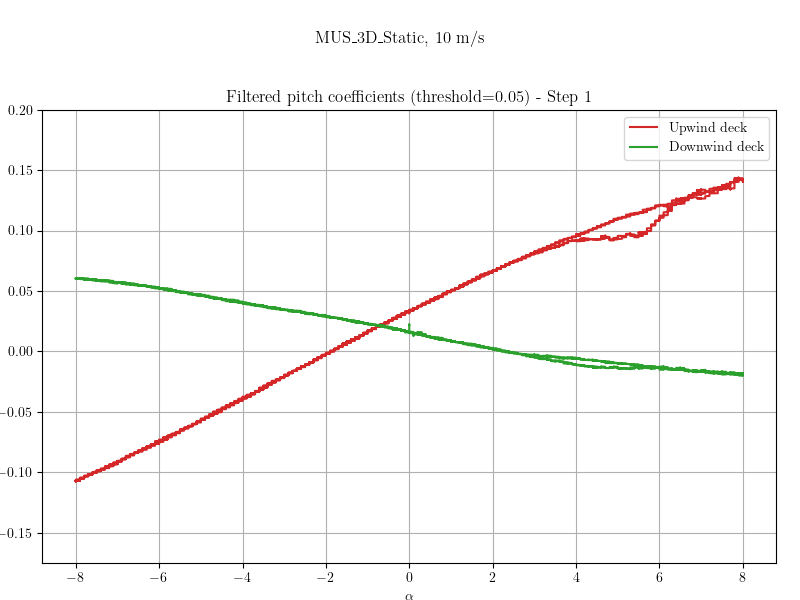 MUS_3D_Static, 10 m/s
Filtered pitch coefficients (threshold=0.05) - Step 1
Upwind deck
Downwind deck
0.20
0.15
0.10
0.05
0.00
−0.05
−0.10
−0.15
−8 −6 −4 −2 0 2 4 6 8
α